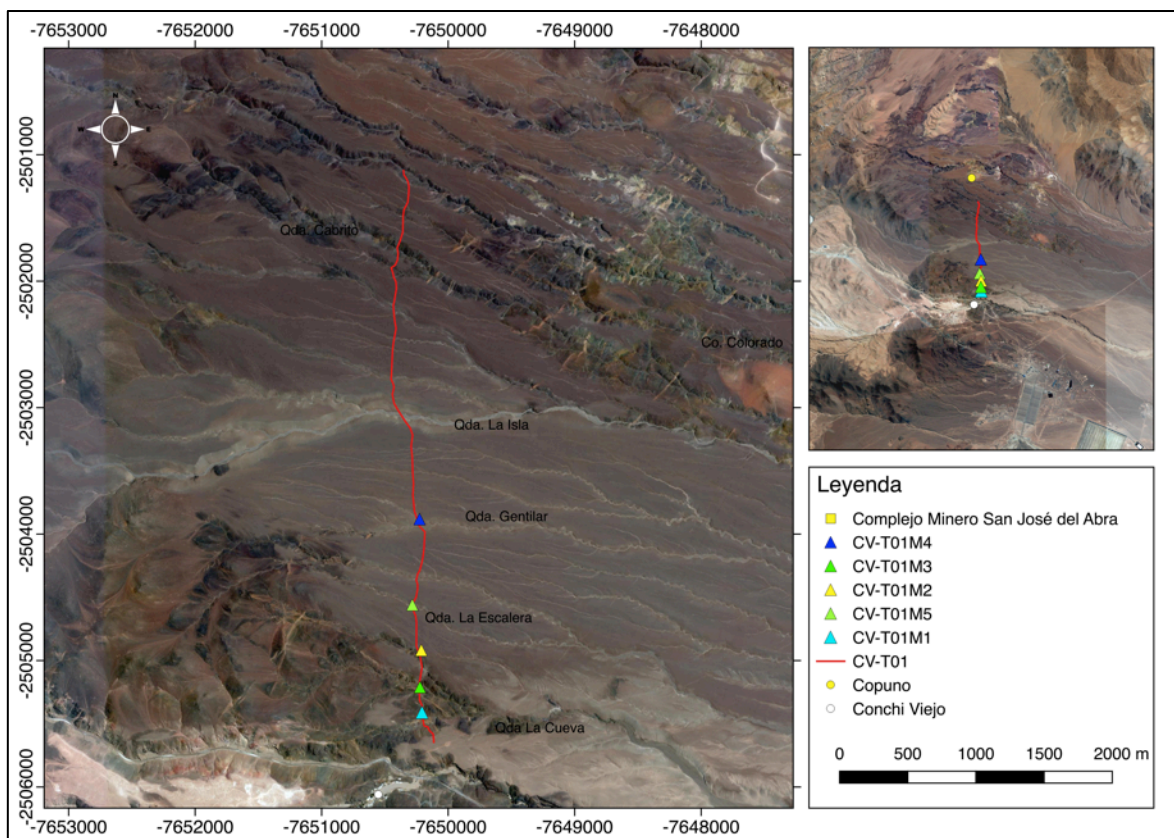 -7653000 -7652000 -7651000 -7650000 -7649000 -7648000
N
W E
S
-2501000
-2502000
-2503000
-2504000
-2505000
-2506000
Qda. Cabrito
Co. Colorado
Qda. La Isla
Qda. Gentilar
Qda. La Escalera
Qda La Cueva
-7653000 -7652000 -7651000 -7650000 -7649000 -7648000
Leyenda
Complejo Minero San José del Abra
CV-T01M4
CV-T01M3
CV-T01M2
CV-T01M5
CV-T01M1
CV-T01
Copuno
Conchi Viejo
0 500 1000 1500 2000 m